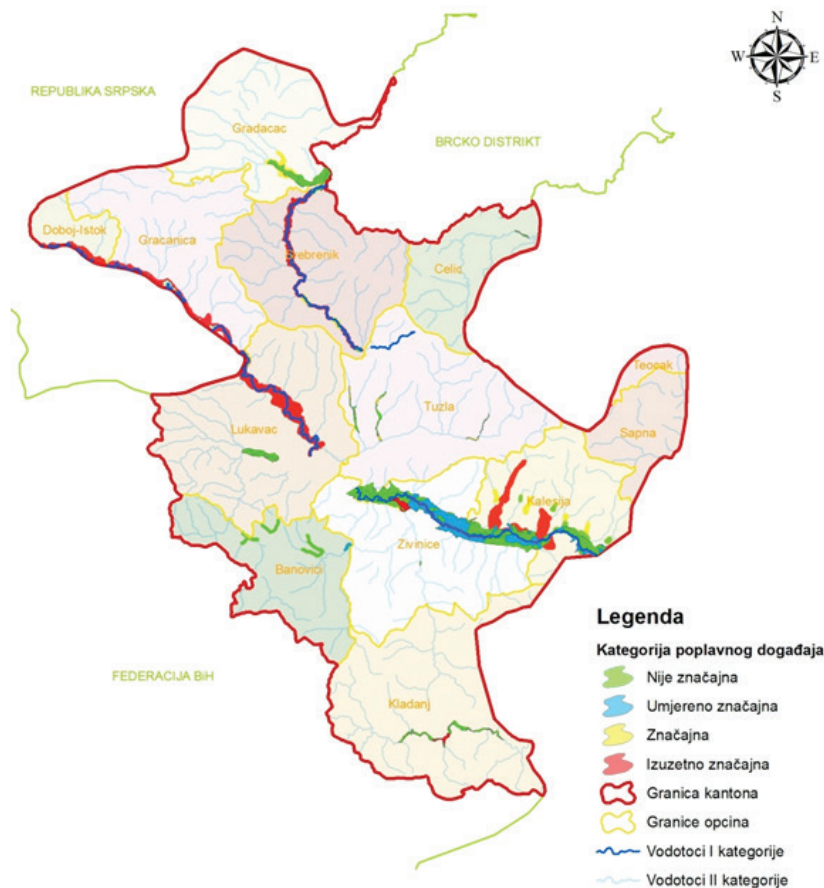 N
W
E
S
REPUBLIKA SRPSKA
BRCKO DISTRIKT
Gradacac
Doboj-Istok
Gracanica
Srebrenik
Celic
Teocak
Tuzla
Sapna
Lukavac
Kalesija
Zivinice
Banovici
FEDERACIJA BiH
Kladanj
Legenda
Kategorija poplavnog događaja
Nije značajna
Umjereno značajna
Značajna
Izuzetno značajna
Granica kantona
Granice opcina
Vodotoci I kategorije
Vodotoci II kategorije